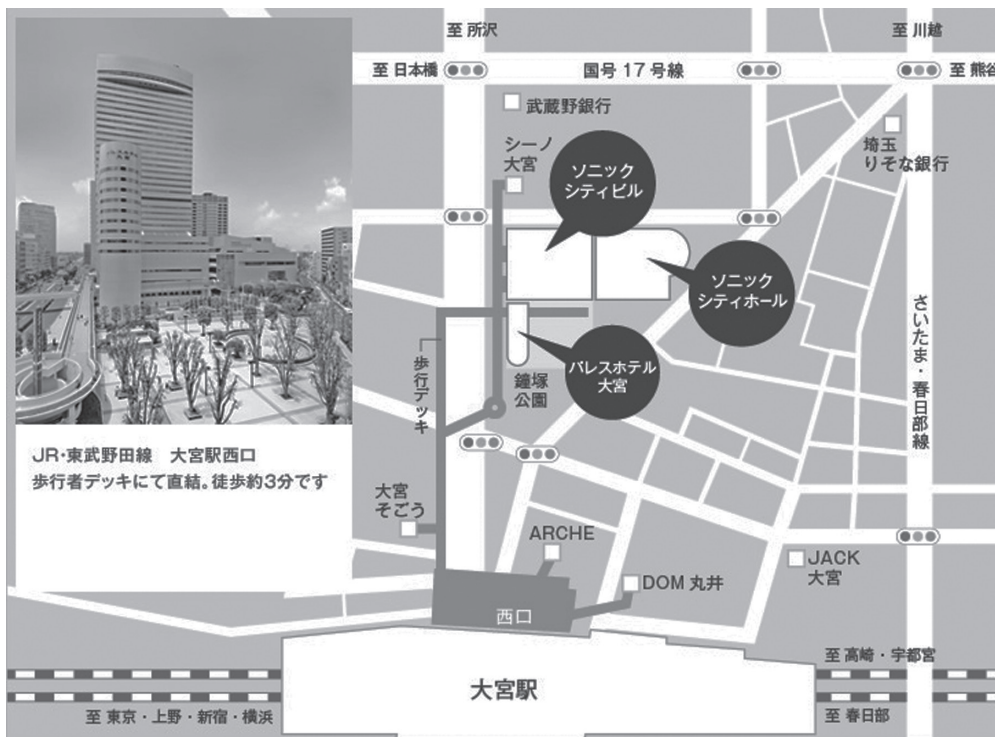 至 所沢
至 川越
至 日本橋
国号 17 号線
至 熊谷
武蔵野銀行
シーノ
大宮
ソニック
シティビル
埼玉
りそな銀行
ソニック
シティホール
さいたま・春日部線
パレスホテル
大宮
歩行デッキ
鐘塚
公園
JR・東武野田線　大宮駅西口
歩行者デッキにて直結。徒歩約3分です
大宮
そごう
ARCHE
JACK
大宮
DOM 丸井
西口
大宮駅
至 高崎・宇都宮
至 東京・上野・新宿・横浜
至 春日部